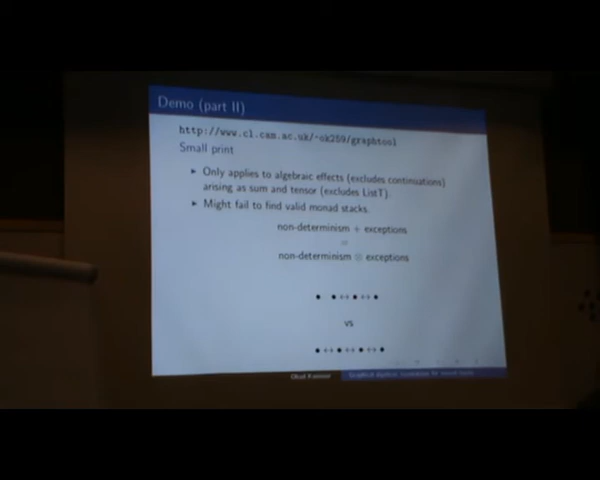 Demo (part II)
http://www.cl.cam.ac.uk/~ok259/graphtool
Small print
▸ Only applies to algebraic effects (excludes continuations)
arising as sum and tensor (excludes ListT).
▸ Might fail to find valid monad stacks.
non-determinism + exceptions
=
non-determinism ⊗ exceptions
vs
Ohad Kammar